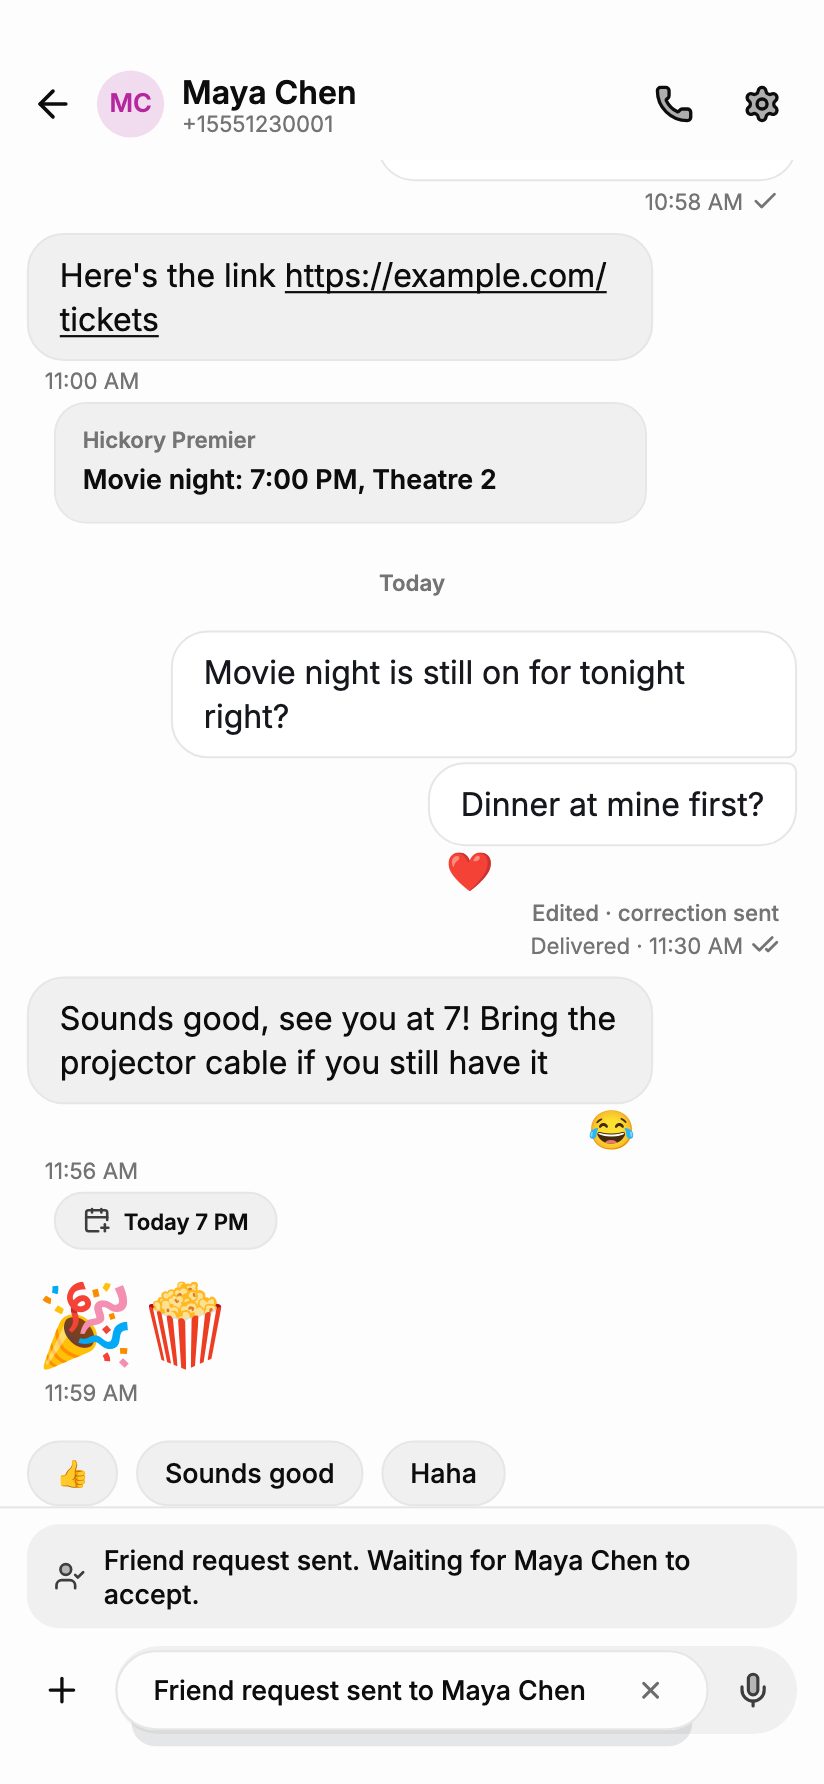 MC
Maya Chen
+15551230001
10:58 AM
Here's the link https://example.com/
tickets
11:00 AM
Hickory Premier
Movie night: 7:00 PM, Theatre 2
Today
Movie night is still on for tonight
right?
Dinner at mine first?
❤️
Edited · correction sent
Delivered · 11:30 AM
Sounds good, see you at 7! Bring the
projector cable if you still have it
😂
11:56 AM
Today 7 PM
🎉🍿
11:59 AM
👍 Sounds good Haha
Friend request sent. Waiting for Maya Chen to
accept.
Friend request sent to Maya Chen